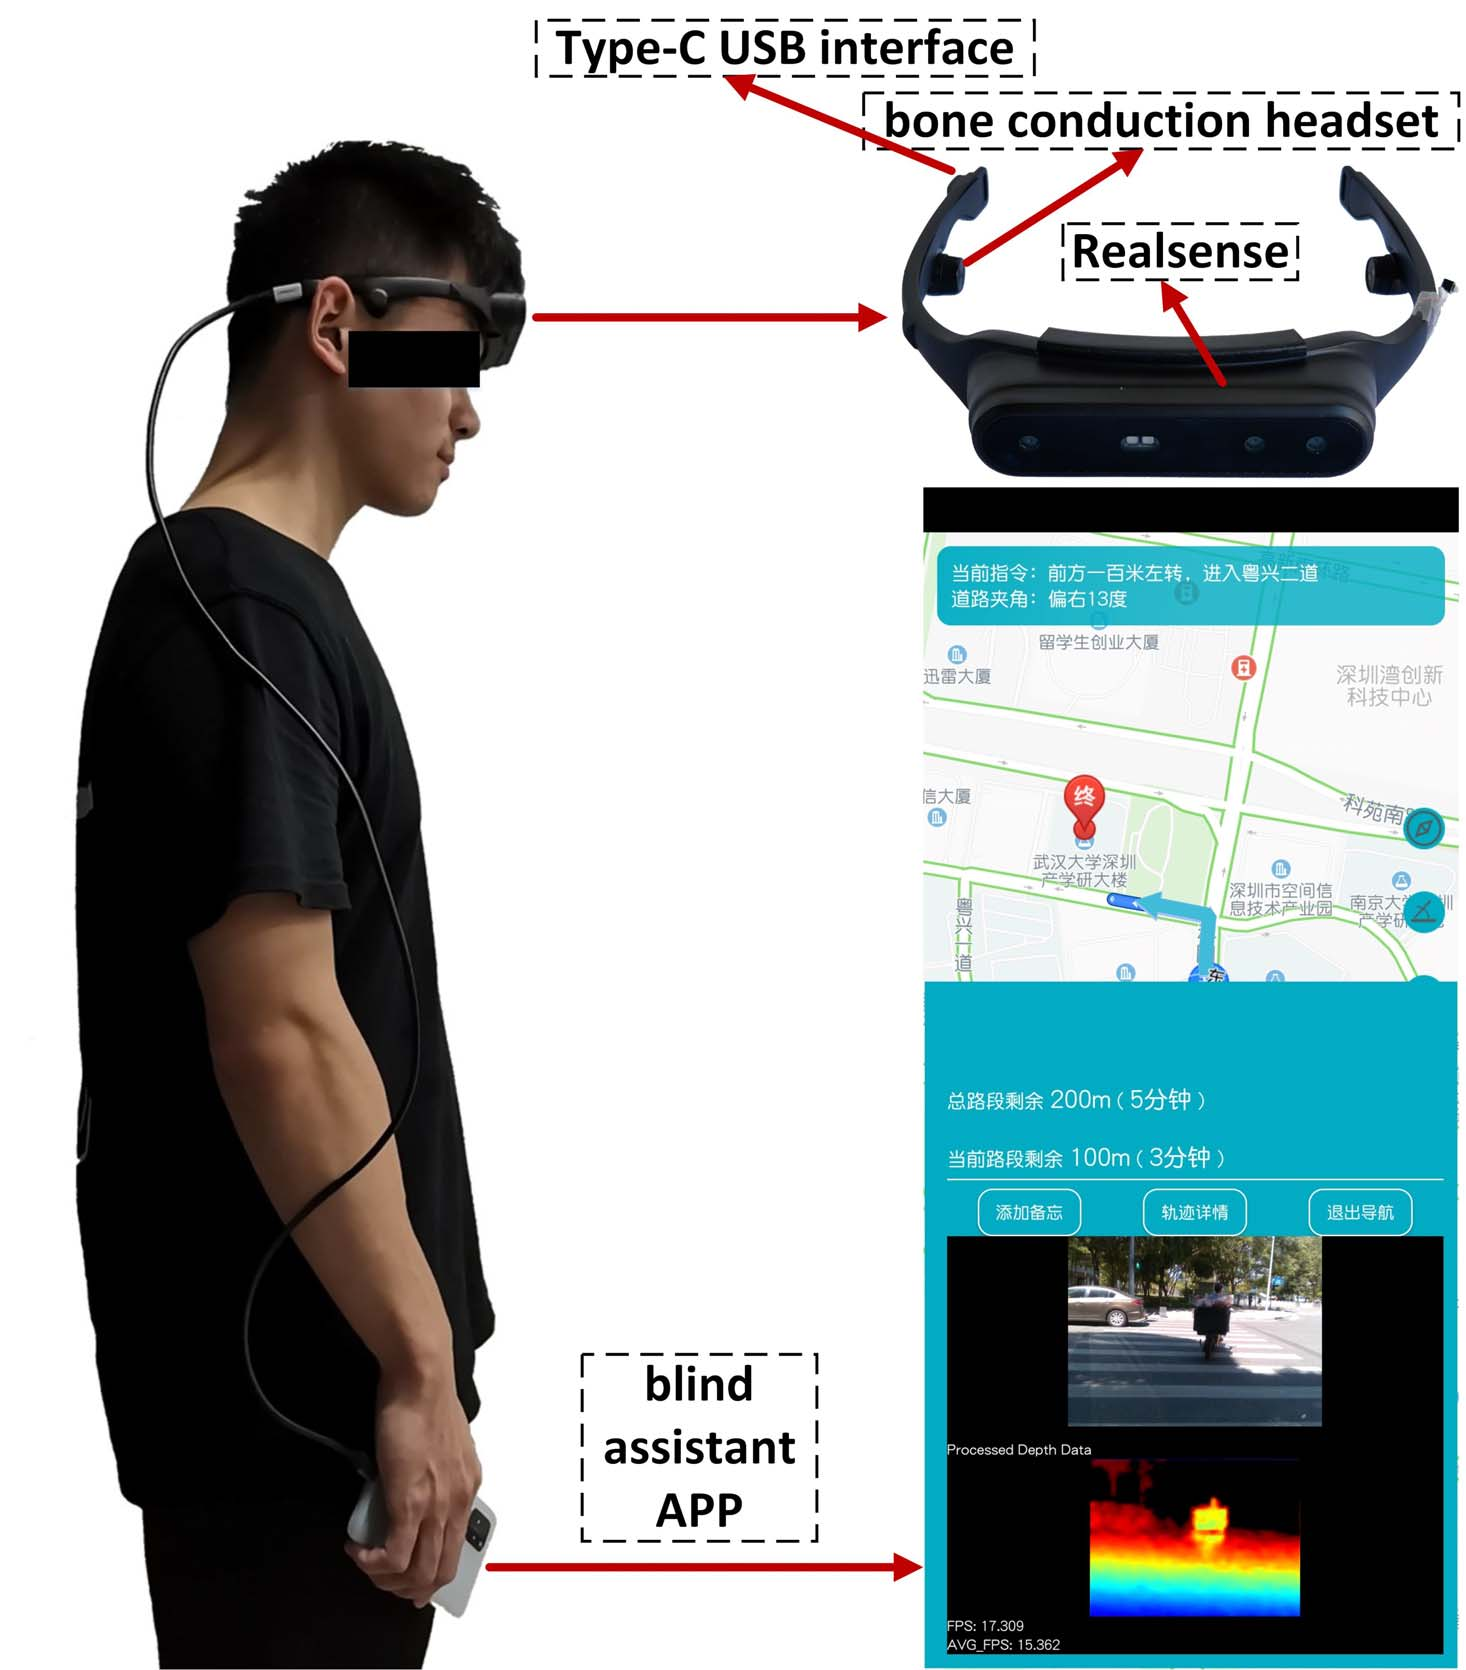 Type-C USB interface
bone conduction headset
Realsense
当前指令：前方一百米左转，进入粤兴二道
道路夹角：偏右13度
留学生创业大厦
迅雷大厦
深圳湾创新
科技中心
信大厦
终
科苑南
武汉大学深圳
产学研大楼
深圳市空间信
息技术产业园
南京大
圳
产学研
粤兴一道
东
总路段剩余 200m（5分钟）
当前路段剩余 100m（3分钟）
添加备忘
轨迹详情
退出导航
Processed Depth Data
FPS: 17.309
AVG_FPS: 15.362
blind
assistant
APP